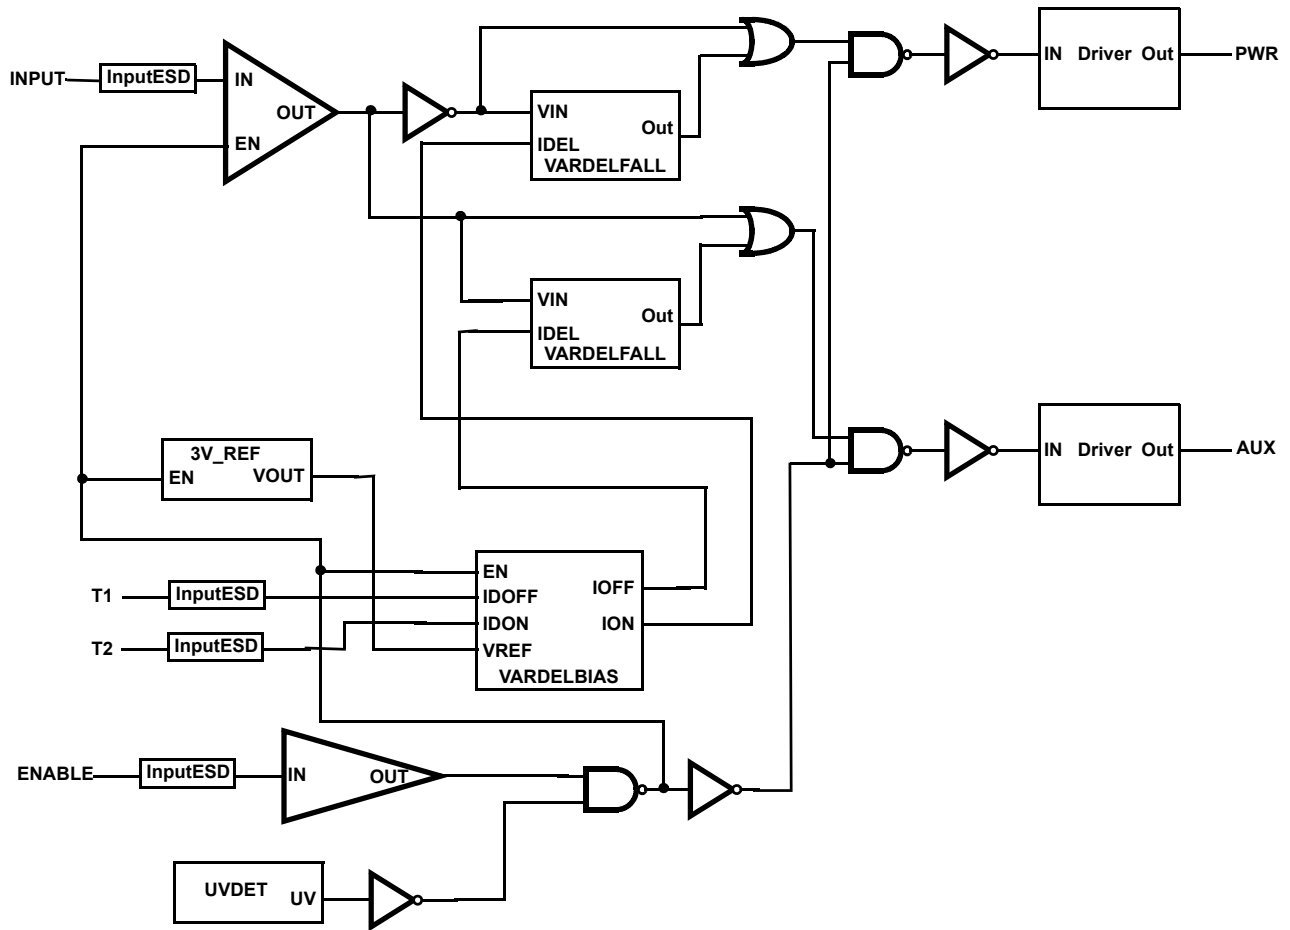 INPUT
InputESD
IN
OUT
EN
VIN
Out
IDEL
VARDELFALL
IN Driver Out
PWR
VIN
Out
IDEL
VARDELFALL
3V_REF
EN
VOUT
IN Driver Out
AUX
T1
InputESD
T2
InputESD
EN
IDOFF
IOFF
IDON
ION
VREF
VARDELBIAS
ENABLE
InputESD
IN
OUT
UVDET
UV